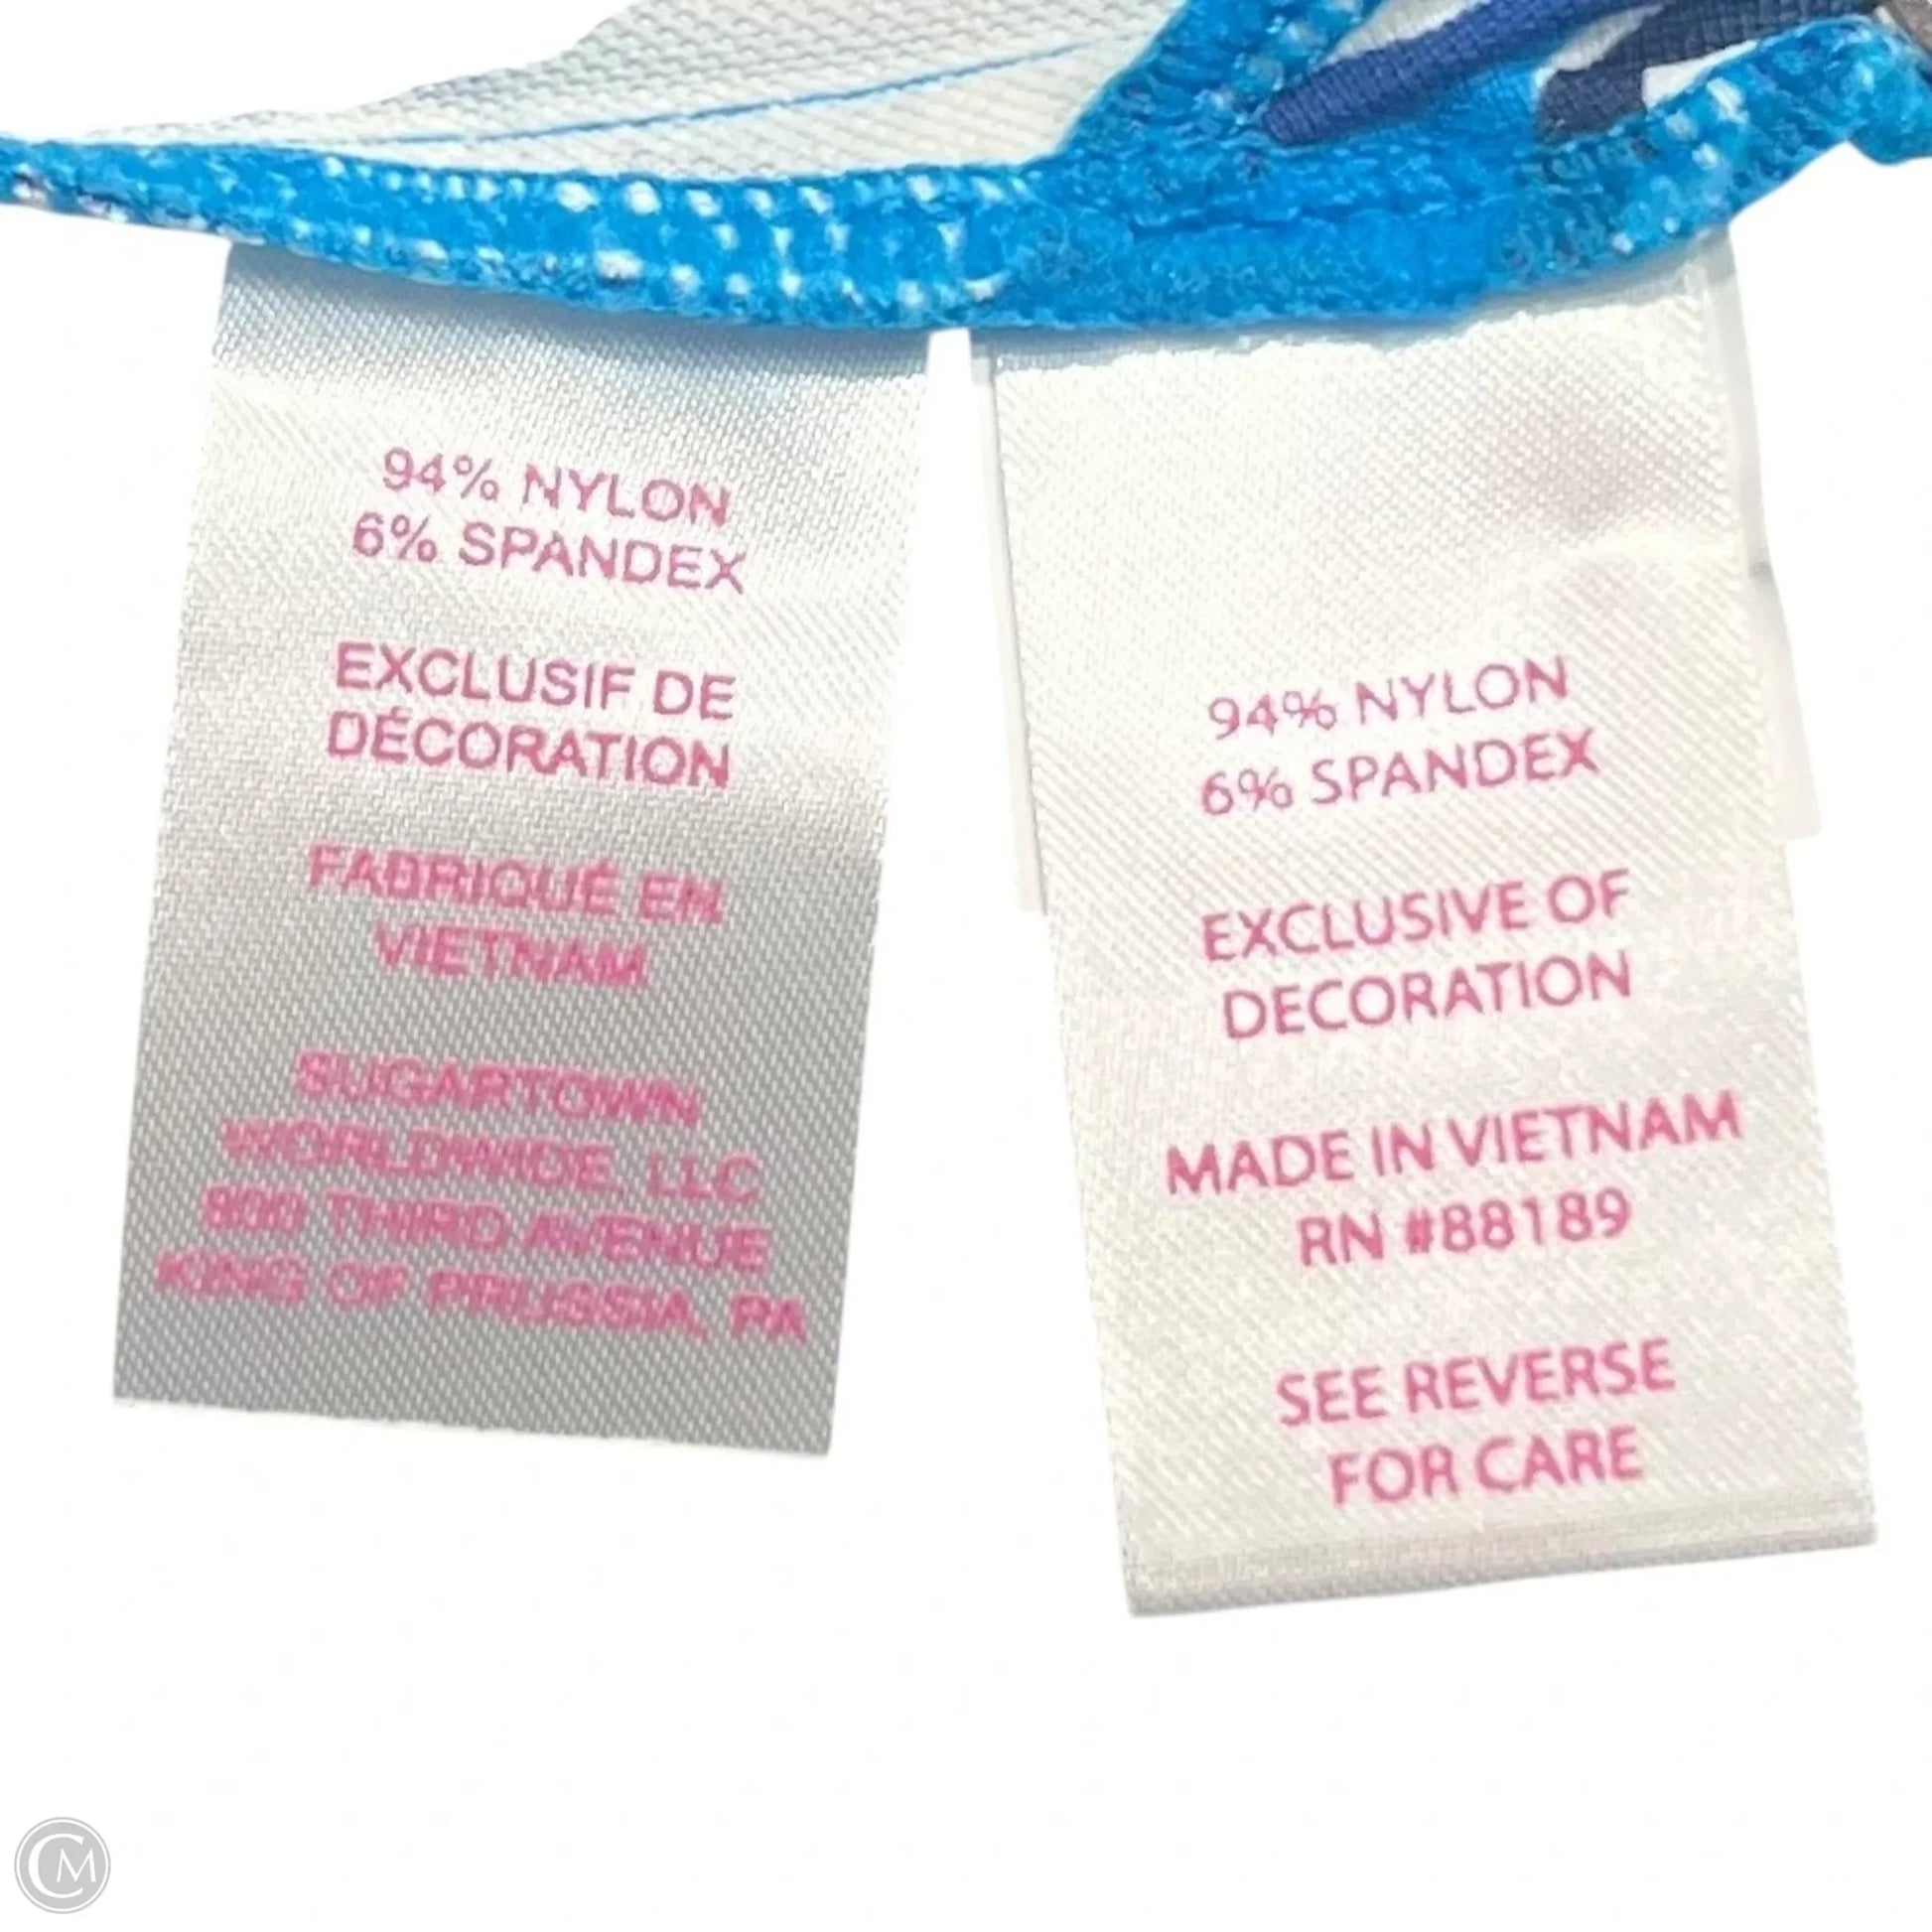 94% NYLON
6% SPANDEX
EXCLUSIF DE
DÉCORATION
FABRIQUÉ EN
VIETNAM
SUGARTOWN
WORLDWIDE, LLC
800 THIRD AVENUE
KING OF PRUSSIA, PA
94% NYLON
6% SPANDEX
EXCLUSIVE OF
DECORATION
MADE IN VIETNAM
RN #88189
SEE REVERSE
FOR CARE
CM